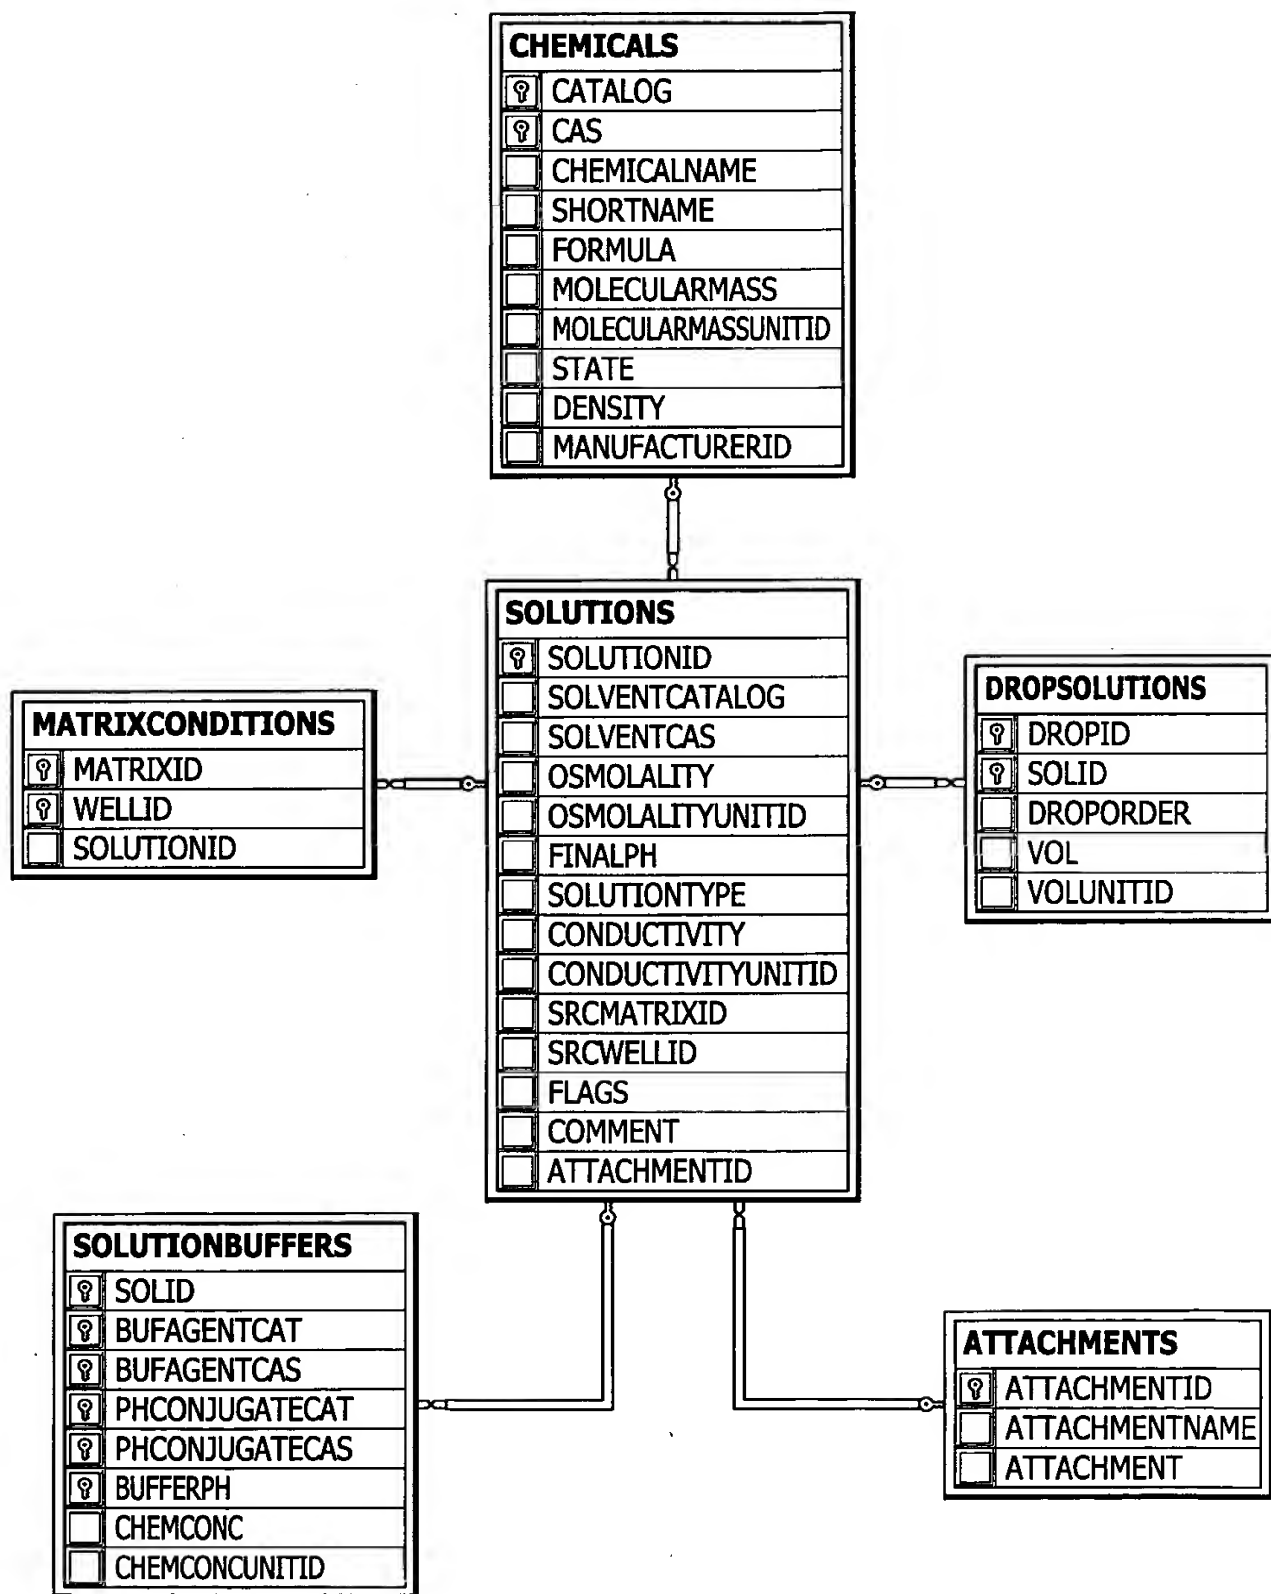 CHEMICALS
CATALOG
CAS
CHEMICALNAME
SHORTNAME
FORMULA
MOLECULARMASS
MOLECULARMASSUNITID
STATE
DENSITY
MANUFACTURERID
SOLUTIONS
SOLUTIONID
SOLVENTCATALOG
SOLVENTCAS
OSMOLALITY
OSMOLALITYUNITID
FINALPH
SOLUTIONTYPE
CONDUCTIVITY
CONDUCTIVITYUNITID
SRCMATRIXID
SRCWELLID
FLAGS
COMMENT
ATTACHMENTID
MATRIXCONDITIONS
MATRIXID
WELLID
SOLUTIONID
DROPSOLUTIONS
DROPID
SOLID
DROPORDER
VOL
VOLUNITID
SOLUTIONBUFFERS
SOLID
BUFAGENTCAT
BUFAGENTCAS
PHCONJUGATECAT
PHCONJUGATECAS
BUFFERPH
CHEMCONC
CHEMCONCUNITID
ATTACHMENTS
ATTACHMENTID
ATTACHMENTNAME
ATTACHMENT